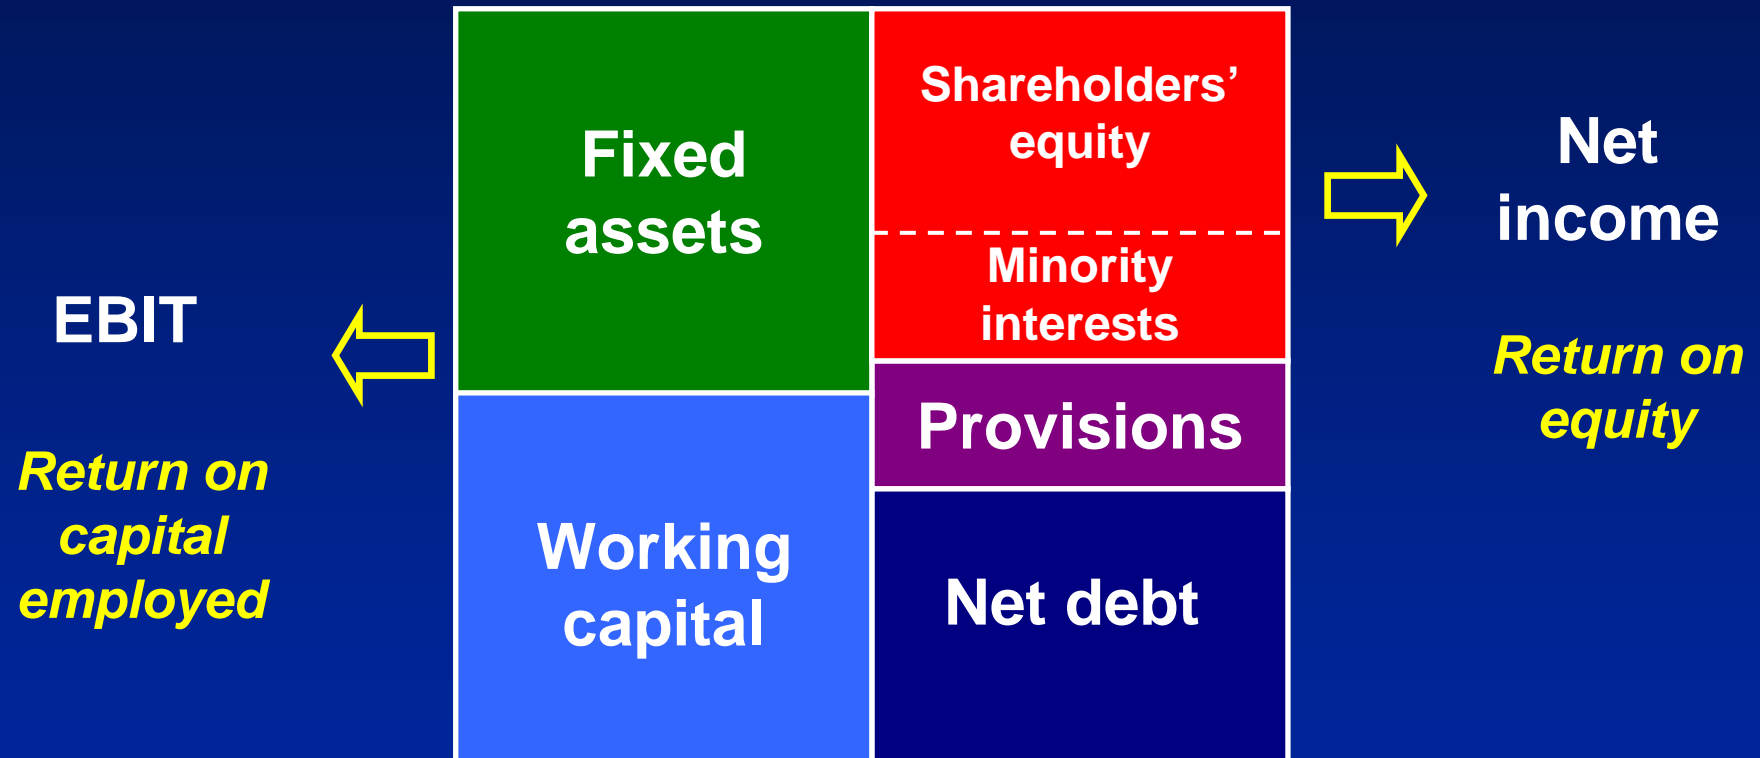 EBIT
Return on
capital
employed
Fixed
assets
Working
capital
Shareholders’
equity
Minority
interests
Provisions
Net debt
Net
income
Return on
equity